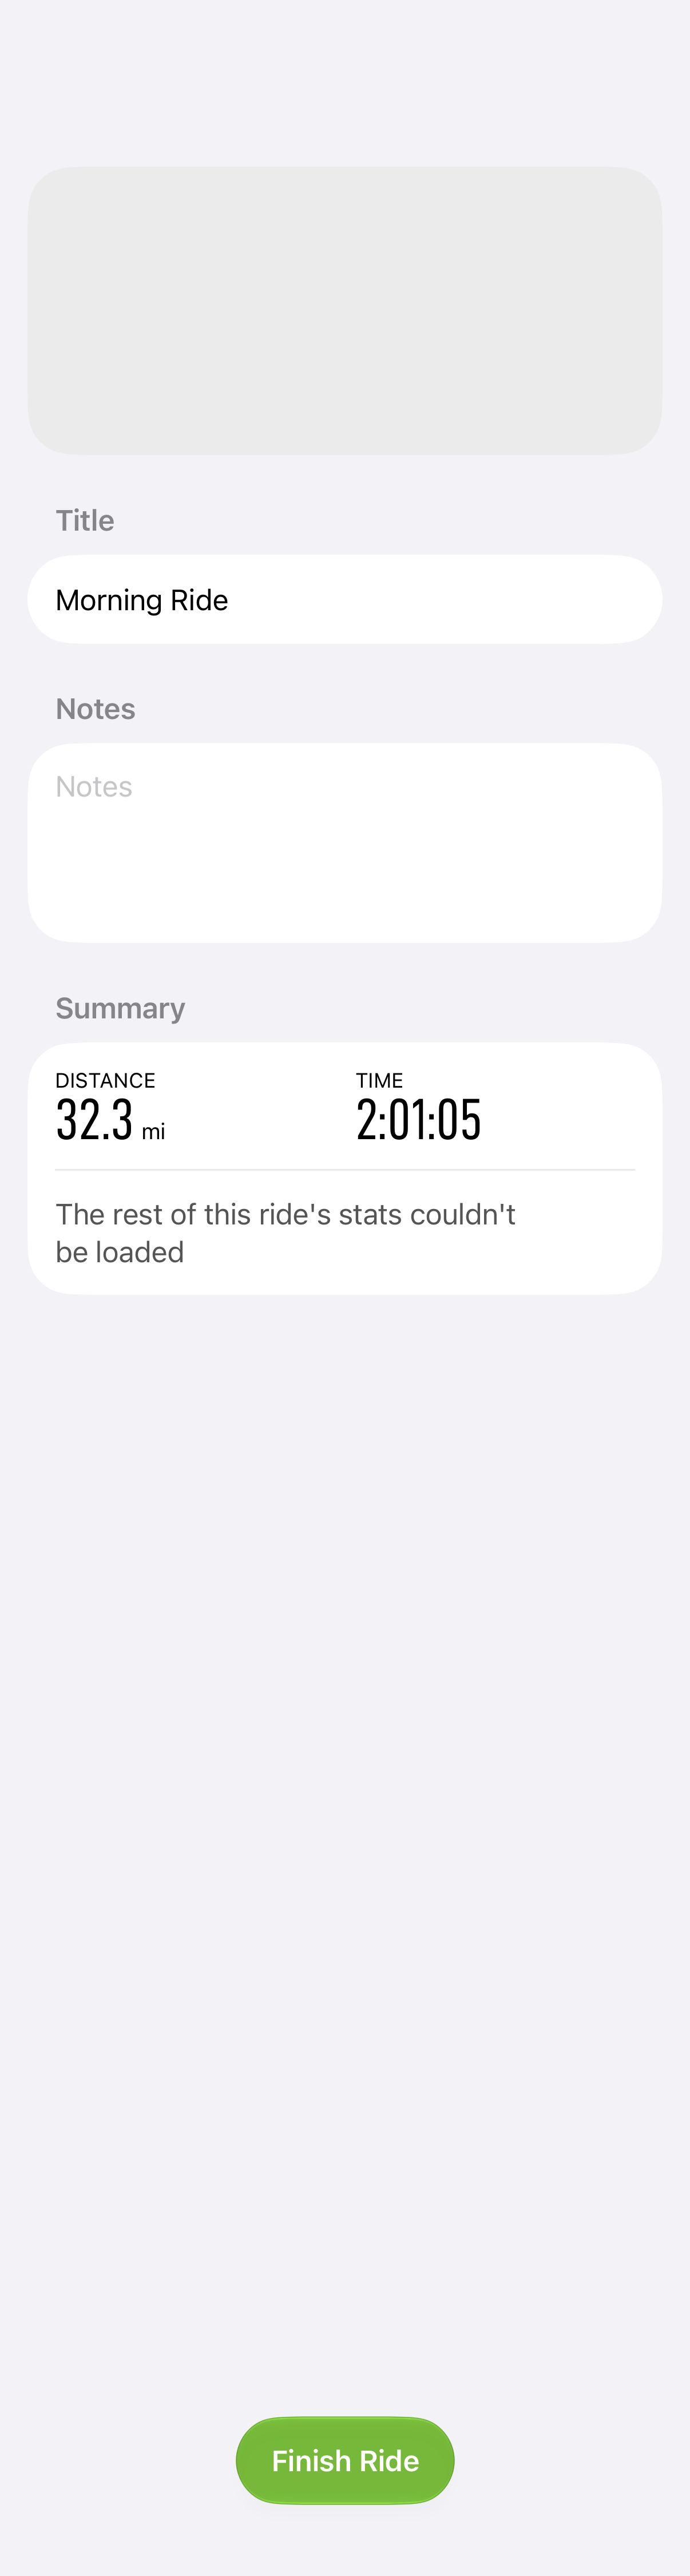 Title
Morning Ride
Notes
Notes
Summary
DISTANCE TIME
32.3 mi 2:01:05
The rest of this ride's stats couldn't
be loaded
Finish Ride